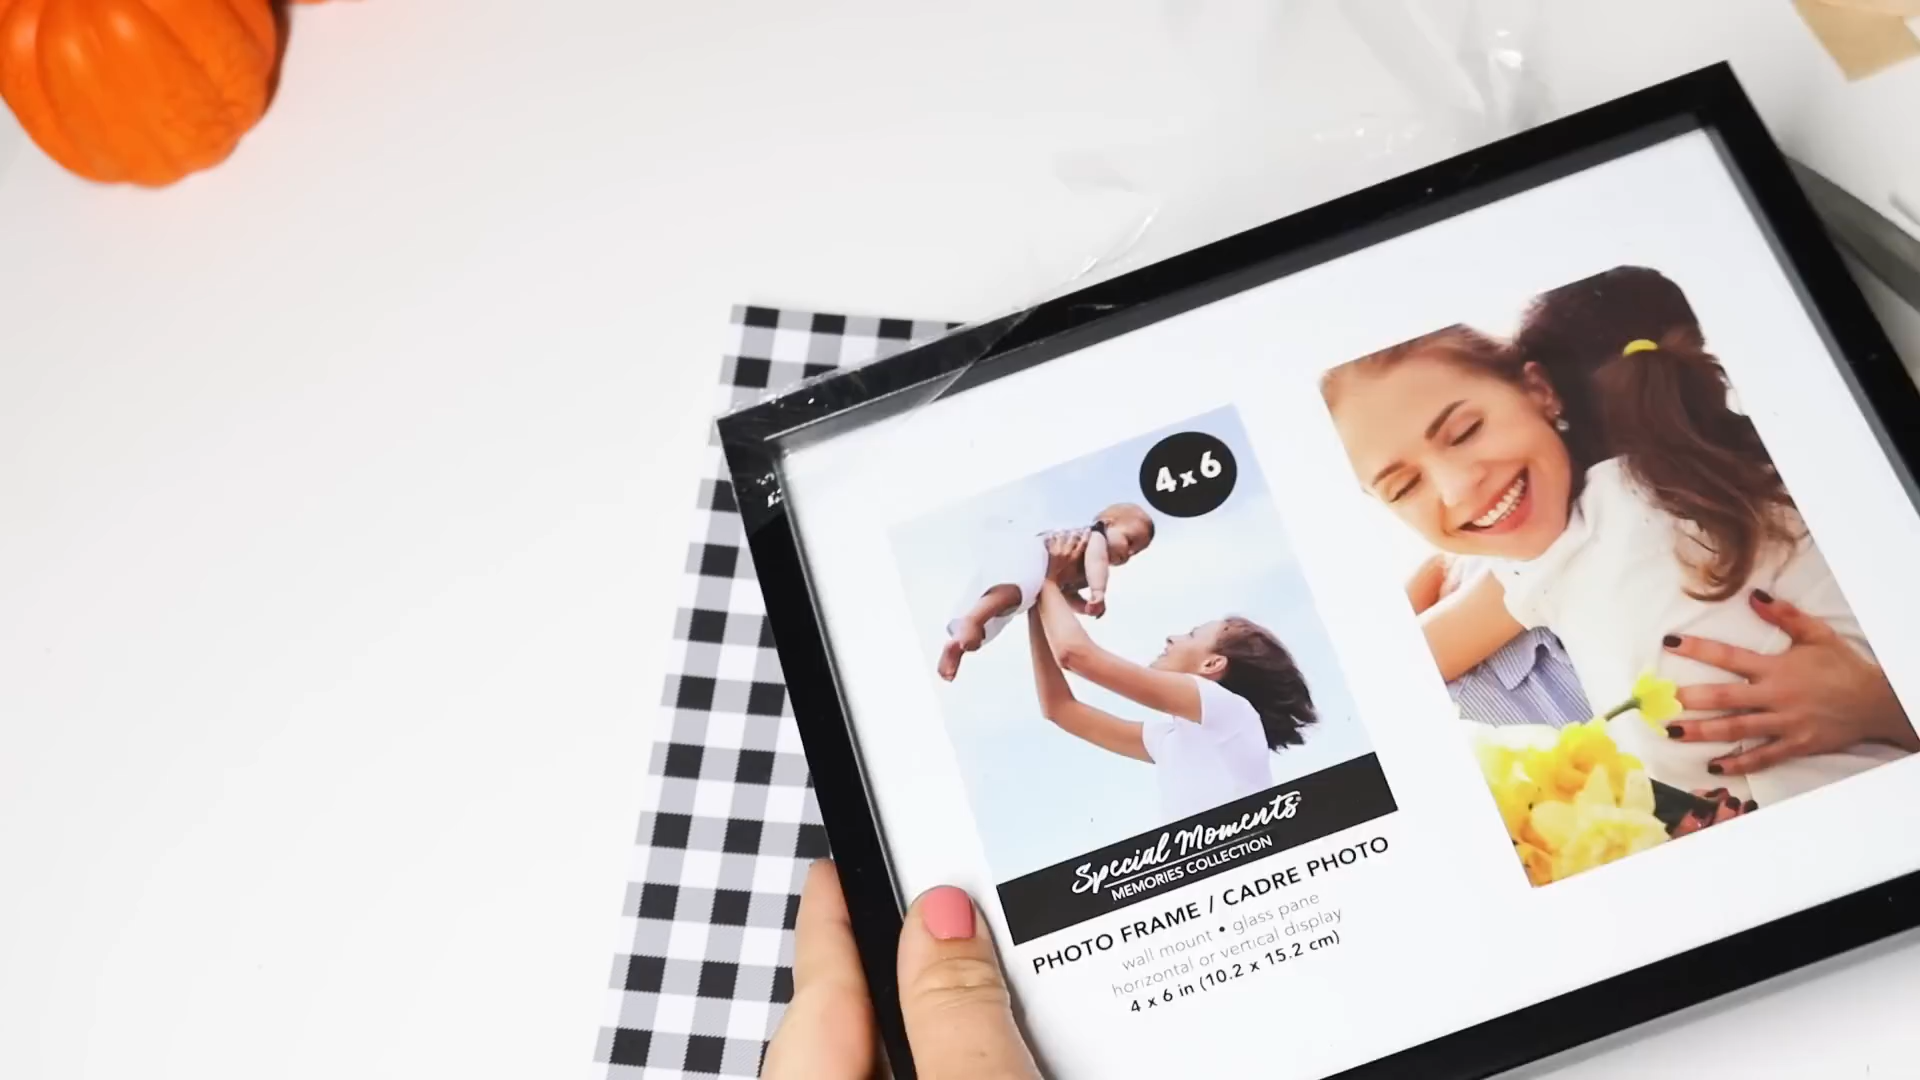 4x6
Special Moments
MEMORIES COLLECTION
PHOTO FRAME / CADRE PHOTO
wall mount • glass pane
horizontal or vertical display
4 x 6 in (10.2 x 15.2 cm)